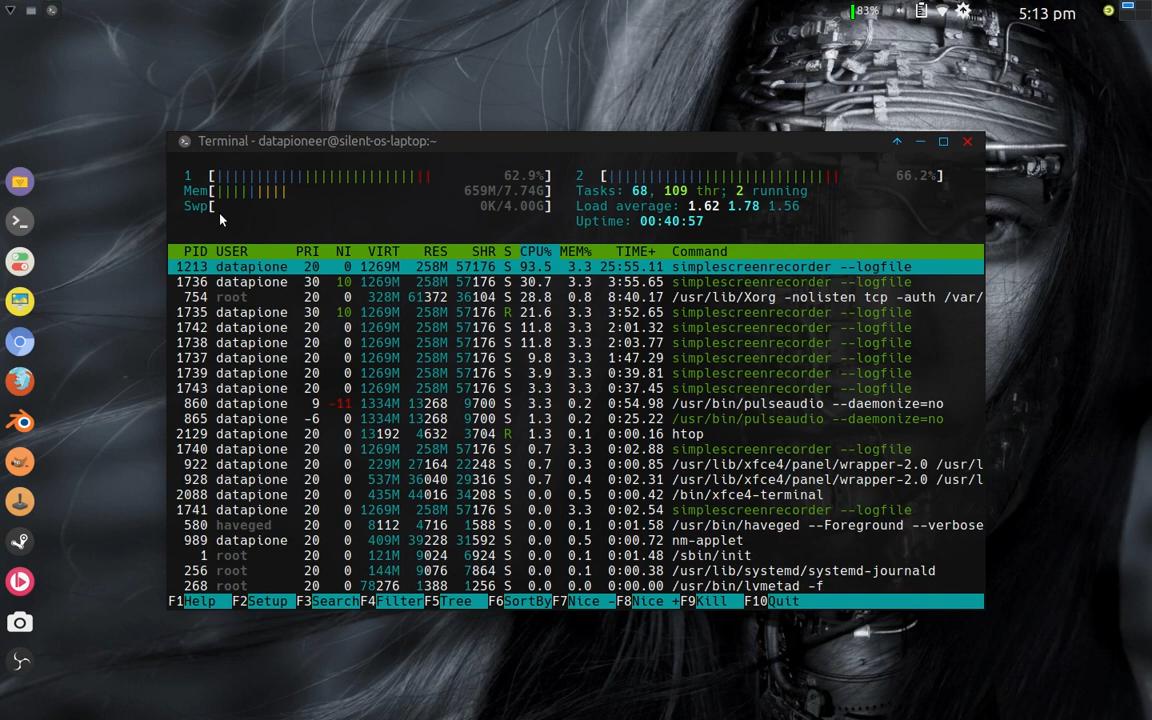 83%
5:13 pm
Terminal - datapioneer@silent-os-laptop:~
1 [||||||||||||||||||||||||||| 62.9%] 2 [||||||||||||||||||||||||||||| 66.2%]
Mem[||||||||| 659M/7.74G] Tasks: 68, 109 thr; 2 running
Swp[ 0K/4.00G] Load average: 1.62 1.78 1.56
Uptime: 00:40:57
PID USER PRI NI VIRT RES SHR S CPU% MEM% TIME+ Command
1213 datapione 20 0 1269M 258M 57176 S 93.5 3.3 25:55.11 simplescreenrecorder --logfile
1736 datapione 30 10 1269M 258M 57176 S 30.7 3.3 3:55.65 simplescreenrecorder --logfile
754 root 20 0 328M 61372 36104 S 28.8 0.8 8:40.17 /usr/lib/Xorg -nolisten tcp -auth /var/
1735 datapione 30 10 1269M 258M 57176 R 21.6 3.3 3:52.65 simplescreenrecorder --logfile
1742 datapione 20 0 1269M 258M 57176 S 11.8 3.3 2:01.32 simplescreenrecorder --logfile
1738 datapione 20 0 1269M 258M 57176 S 11.8 3.3 2:03.77 simplescreenrecorder --logfile
1737 datapione 20 0 1269M 258M 57176 S 9.8 3.3 1:47.29 simplescreenrecorder --logfile
1739 datapione 20 0 1269M 258M 57176 S 3.9 3.3 0:39.81 simplescreenrecorder --logfile
1743 datapione 20 0 1269M 258M 57176 S 3.3 3.3 0:37.45 simplescreenrecorder --logfile
860 datapione 9 -11 1334M 13268 9700 S 3.3 0.2 0:54.98 /usr/bin/pulseaudio --daemonize=no
865 datapione -6 0 1334M 13268 9700 S 1.3 0.2 0:25.22 /usr/bin/pulseaudio --daemonize=no
2129 datapione 20 0 13192 4632 3704 R 1.3 0.1 0:00.16 htop
1740 datapione 20 0 1269M 258M 57176 S 0.7 3.3 0:02.88 simplescreenrecorder --logfile
922 datapione 20 0 229M 27164 22248 S 0.7 0.3 0:00.85 /usr/lib/xfce4/panel/wrapper-2.0 /usr/l
928 datapione 20 0 537M 36040 29316 S 0.7 0.4 0:02.31 /usr/lib/xfce4/panel/wrapper-2.0 /usr/l
2088 datapione 20 0 435M 44016 34208 S 0.0 0.5 0:00.42 /bin/xfce4-terminal
1741 datapione 20 0 1269M 258M 57176 S 0.0 3.3 0:02.54 simplescreenrecorder --logfile
580 haveged 20 0 8112 4716 1588 S 0.0 0.1 0:01.58 /usr/bin/haveged --Foreground --verbose
989 datapione 20 0 409M 39228 31592 S 0.0 0.5 0:00.72 nm-applet
1 root 20 0 121M 9024 6924 S 0.0 0.1 0:01.48 /sbin/init
256 root 20 0 144M 9076 7864 S 0.0 0.1 0:00.38 /usr/lib/systemd/systemd-journald
268 root 20 0 78276 1388 1256 S 0.0 0.0 0:00.00 /usr/bin/lvmetad -f
F1Help F2Setup F3SearchF4FilterF5Tree F6SortByF7Nice -F8Nice +F9Kill F10Quit